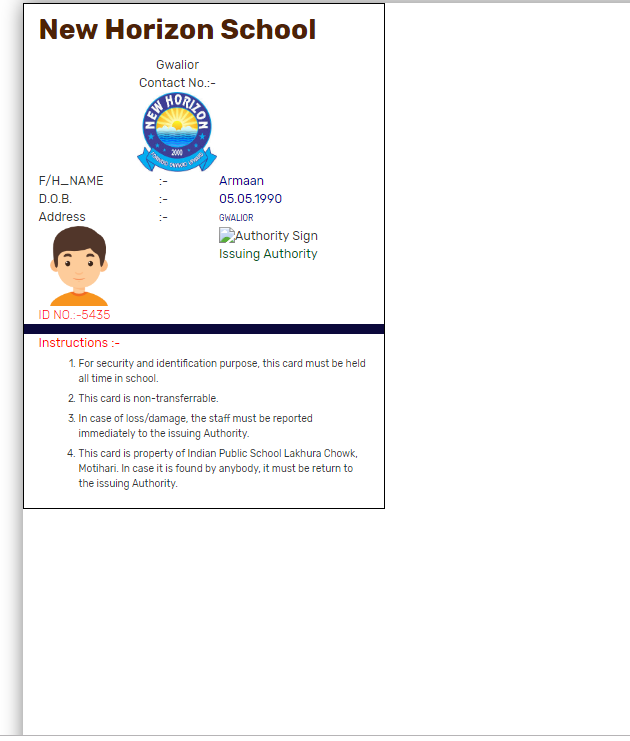 New Horizon School
Gwalior
Contact No.:-
NEW HORIZON
2000
F/H_NAME :- Armaan
D.O.B. :- 05.05.1990
Address :- GWALIOR
Authority Sign
Issuing Authority
ID NO.:-5435
Instructions :-
1. For security and identification purpose, this card must be held
all time in school.
2. This card is non-transferrable.
3. In case of loss/damage, the staff must be reported
immediately to the issuing Authority.
4. This card is property of Indian Public School Lakhura Chowk,
Motihari. In case it is found by anybody, it must be return to
the issuing Authority.